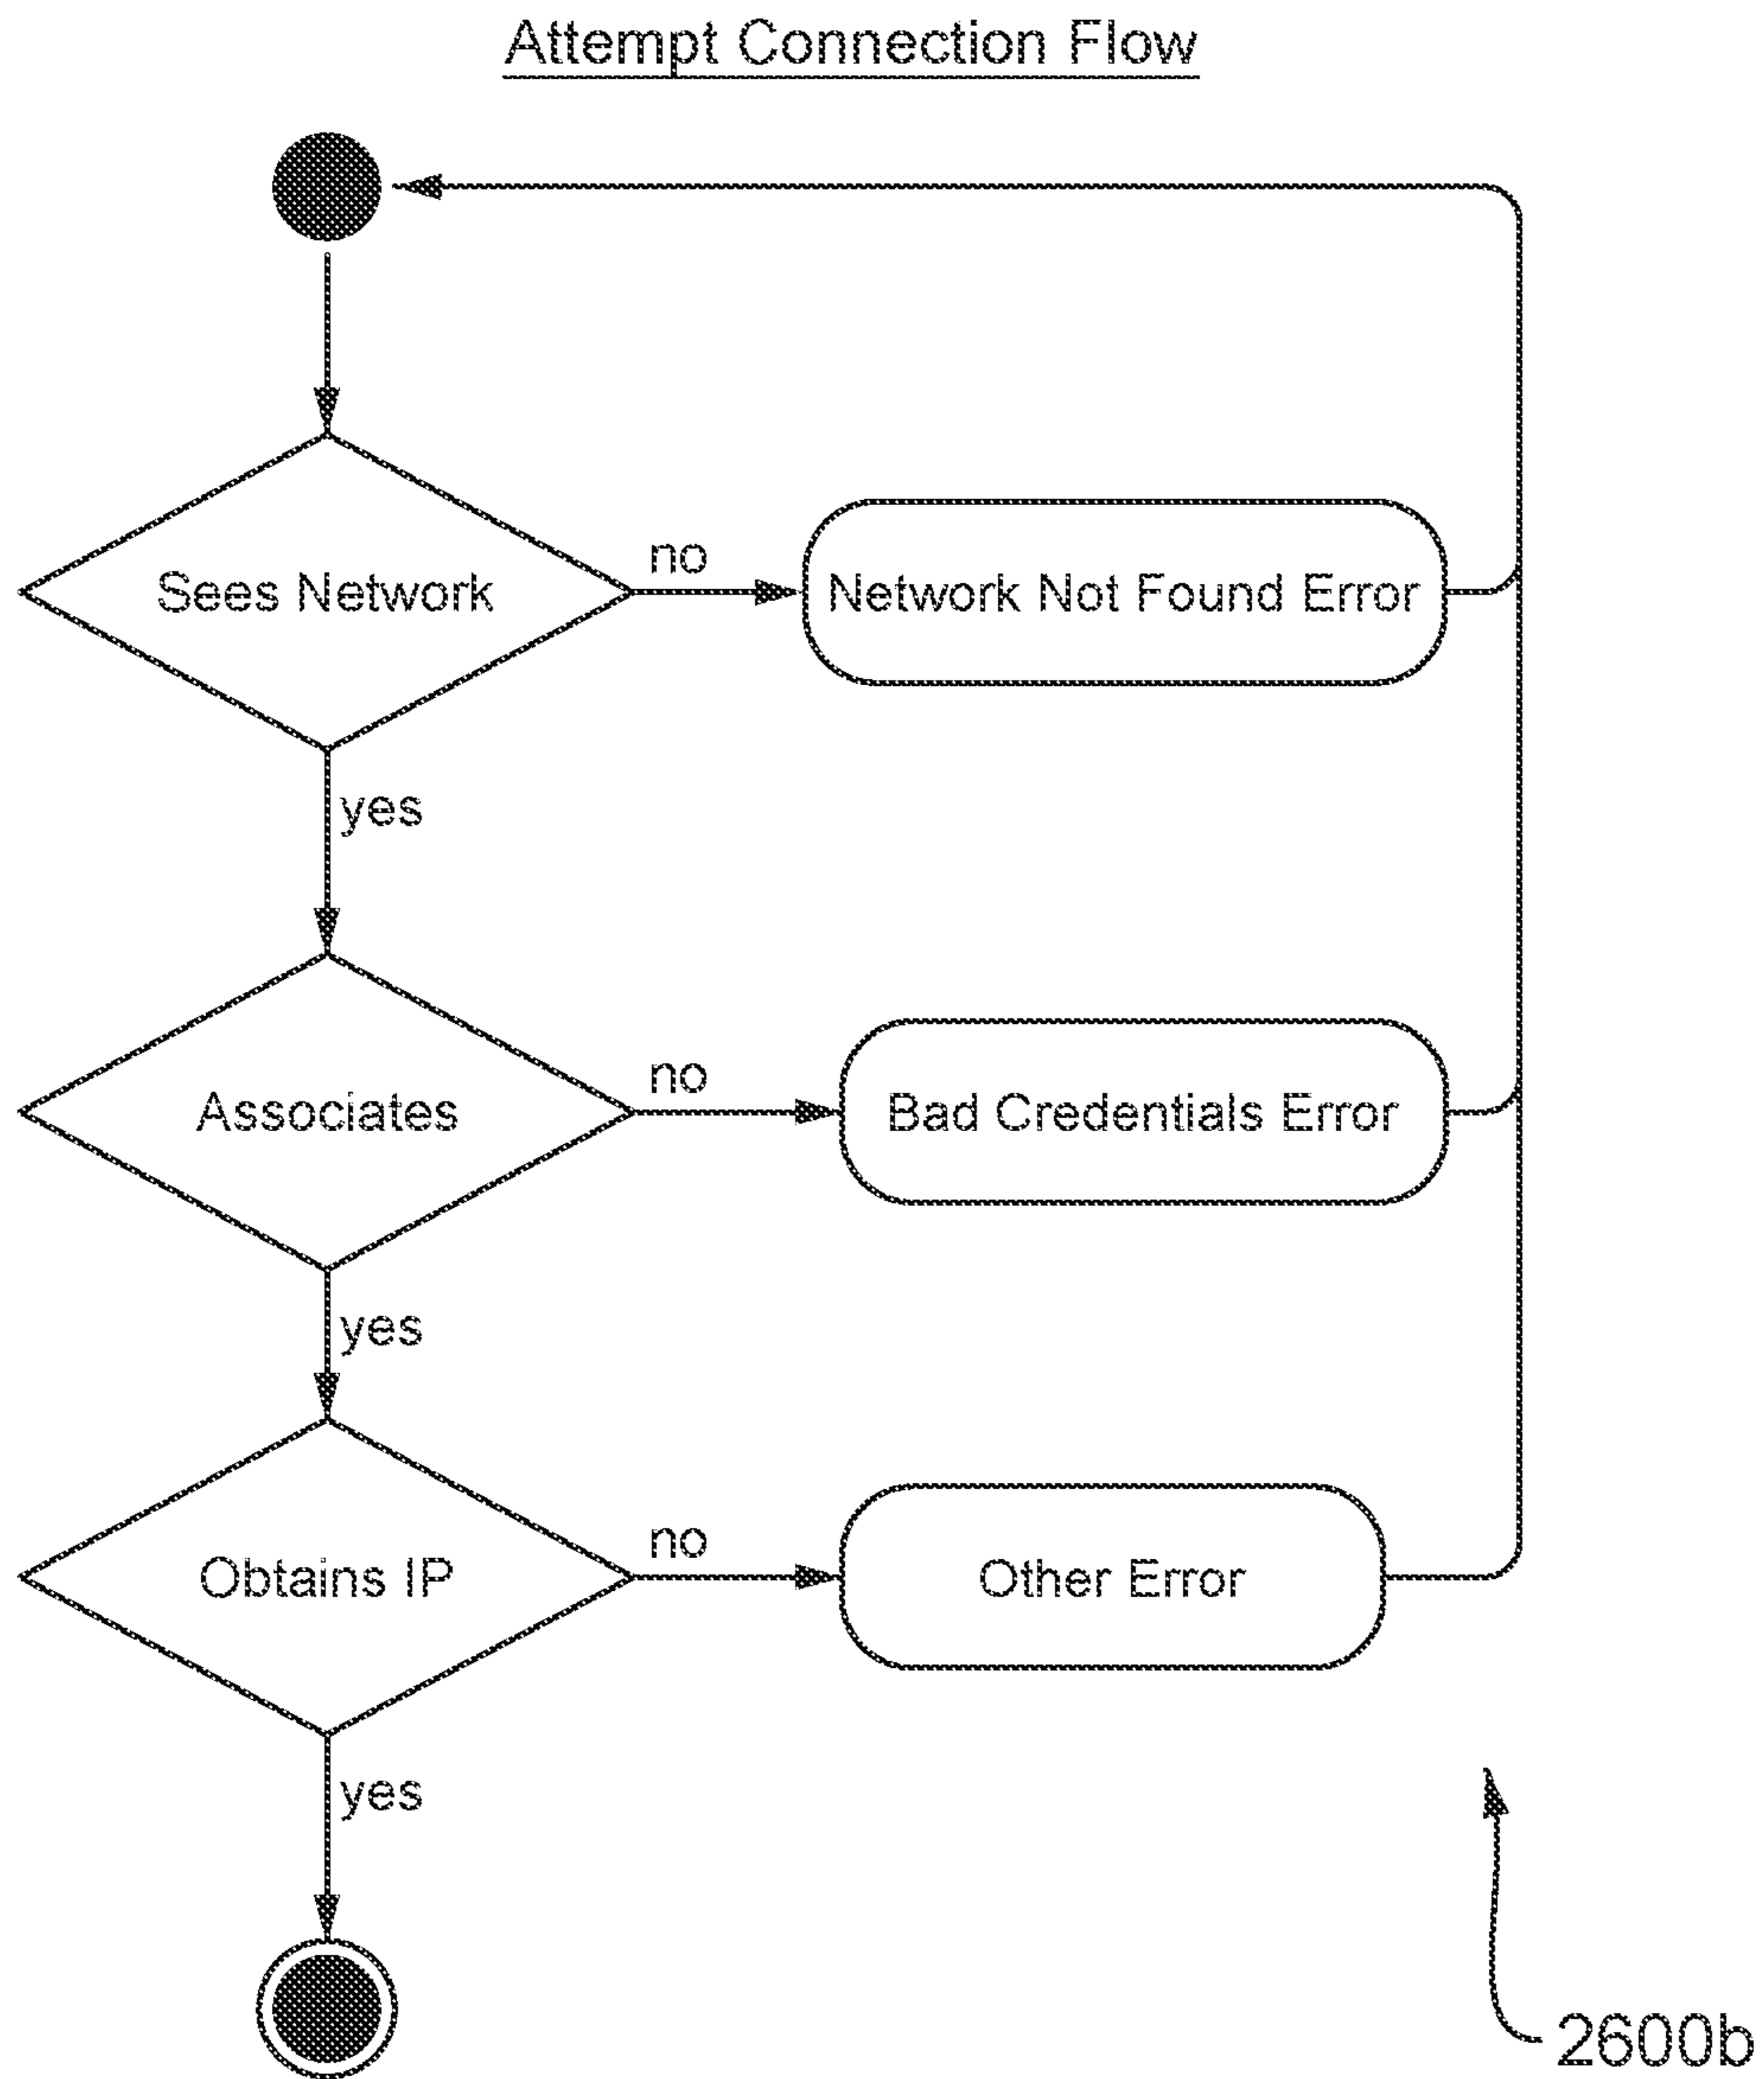 Attempt Connection Flow
Sees Network
no
Network Not Found Error
yes
Associates
no
Bad Credentials Error
yes
Obtains IP
no
Other Error
yes
2600b